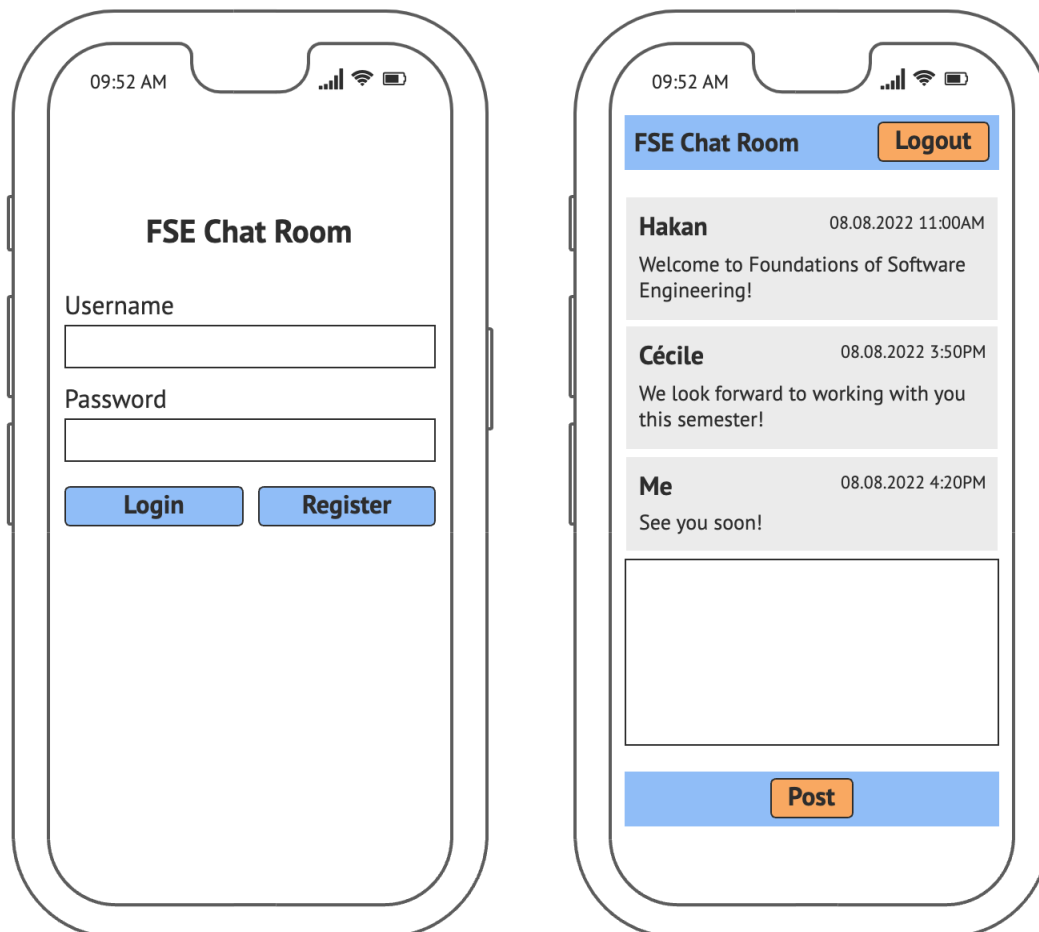 09:52 AM
FSE Chat Room
Username
Password
Login Register
09:52 AM
FSE Chat Room Logout
Hakan 08.08.2022 11:00AM
Welcome to Foundations of Software
Engineering!
Cécile 08.08.2022 3:50PM
We look forward to working with you
this semester!
Me 08.08.2022 4:20PM
See you soon!
Post